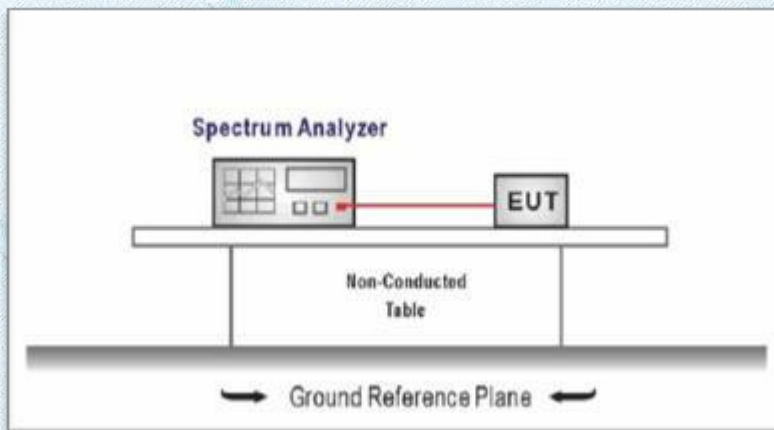 Spectrum Analyzer
EUT
Non-Conducted
Table
Ground Reference Plane